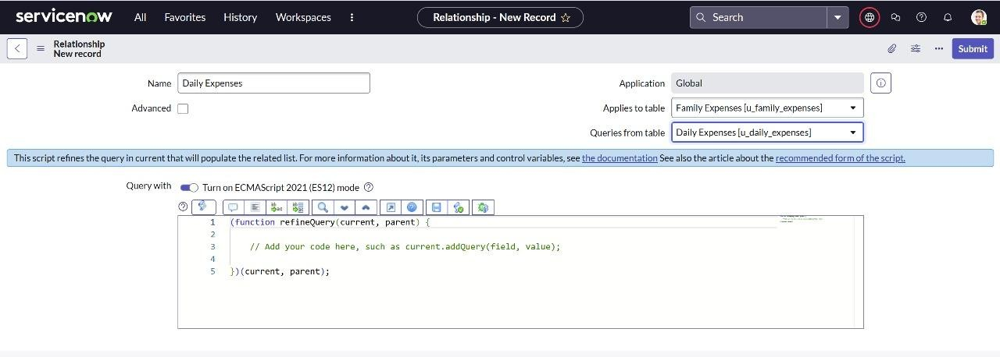 servicenow All Favorites History Workspaces Relationship - New Record Search
Relationship
New record
Submit
Name Daily Expenses
Application Global
Advanced
Applies to table Family Expenses [u_family_expenses]
Queries from table Daily Expenses [u_daily_expenses]
This script refines the query in current that will populate the related list. For more information about it, its parameters and control variables, see the documentation See also the article about the recommended form of the script.
Query with Turn on ECMAScript 2021 (ES12) mode
1 (function refineQuery(current, parent) {
2
3 // Add your code here, such as current.addQuery(field, value);
4
5 })(current, parent);